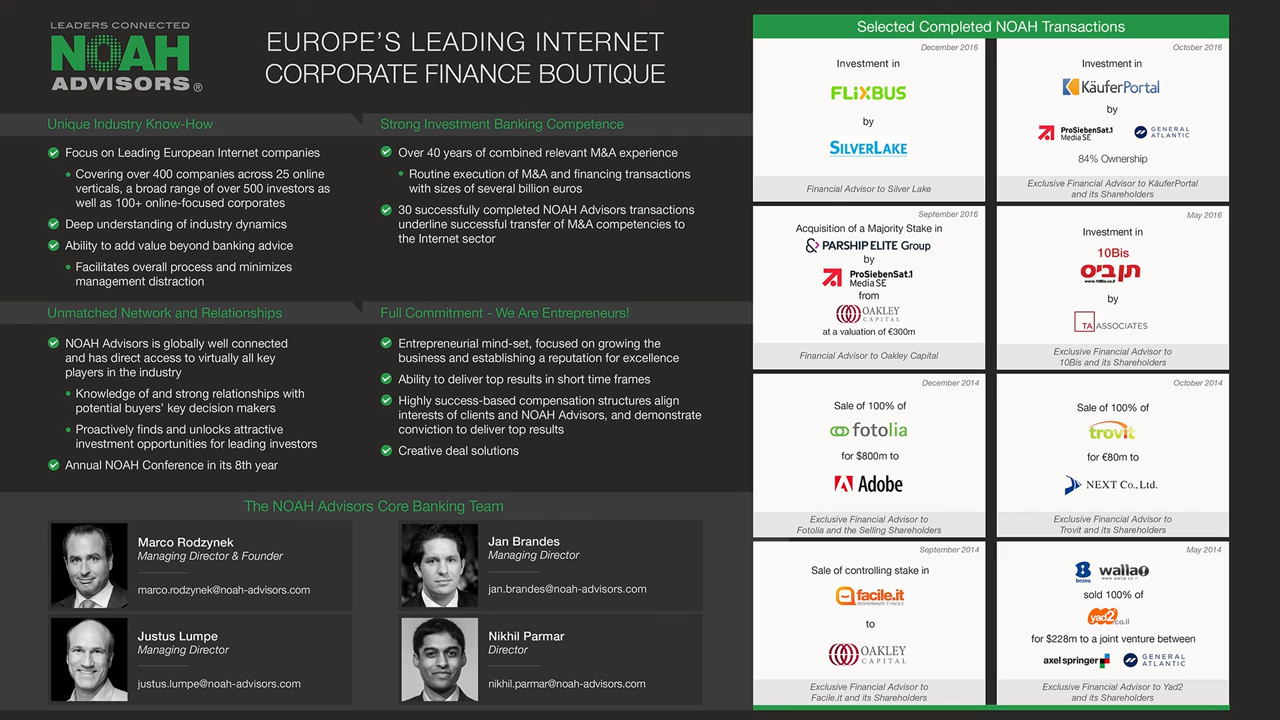 LEADERS CONNECTED
NOAH
ADVISORS®
EUROPE'S LEADING INTERNET
CORPORATE FINANCE BOUTIQUE
Unique Industry Know-How
Focus on Leading European Internet companies
Covering over 400 companies across 25 online
verticals, a broad range of over 500 investors as
well as 100+ online-focused corporates
Deep understanding of industry dynamics
Ability to add value beyond banking advice
Facilitates overall process and minimizes
management distraction
Strong Investment Banking Competence
Over 40 years of combined relevant M&A experience
Routine execution of M&A and financing transactions
with sizes of several billion euros
30 successfully completed NOAH Advisors transactions
underline successful transfer of M&A competencies to
the Internet sector
Unmatched Network and Relationships
NOAH Advisors is globally well connected
and has direct access to virtually all key
players in the industry
Knowledge of and strong relationships with
potential buyers' key decision makers
Proactively finds and unlocks attractive
investment opportunities for leading investors
Annual NOAH Conference in its 8th year
Full Commitment - We Are Entrepreneurs!
Entrepreneurial mind-set, focused on growing the
business and establishing a reputation for excellence
Ability to deliver top results in short time frames
Highly success-based compensation structures align
interests of clients and NOAH Advisors, and demonstrate
conviction to deliver top results
Creative deal solutions
The NOAH Advisors Core Banking Team
Marco Rodzynek
Managing Director & Founder
marco.rodzynek@noah-advisors.com
Jan Brandes
Managing Director
jan.brandes@noah-advisors.com
Justus Lumpe
Managing Director
justus.lumpe@noah-advisors.com
Nikhil Parmar
Director
nikhil.parmar@noah-advisors.com
Selected Completed NOAH Transactions
December 2016
Investment in
FLiXBUS
by
SILVERLAKE
Financial Advisor to Silver Lake
October 2016
Investment in
KäuferPortal
by
ProSiebenSat.1
Media SE
GENERAL
ATLANTIC
84% Ownership
Exclusive Financial Advisor to KäuferPortal
and its Shareholders
September 2016
Acquisition of a Majority Stake in
PARSHIP ELITE Group
by
ProSiebenSat.1
Media SE
from
OAKLEY
CAPITAL
at a valuation of €300m
Financial Advisor to Oakley Capital
May 2016
Investment in
10Bis
תן ביס
www.10Bis.co.il
by
TA ASSOCIATES
Exclusive Financial Advisor to
10Bis and its Shareholders
December 2014
Sale of 100% of
fotolia
for $800m to
Adobe
Exclusive Financial Advisor to
Fotolia and the Selling Shareholders
October 2014
Sale of 100% of
trovit
for €80m to
NEXT Co., Ltd.
Exclusive Financial Advisor to
Trovit and its Shareholders
September 2014
Sale of controlling stake in
facile.it
RISPARMIARE È FACILE
to
OAKLEY
CAPITAL
Exclusive Financial Advisor to
Facile.it and its Shareholders
May 2014
bezeq
walla!
www.walla.co.il
sold 100% of
yad2.co.il
for $228m to a joint venture between
axel springer
GENERAL
ATLANTIC
Exclusive Financial Advisor to Yad2
and its Shareholders